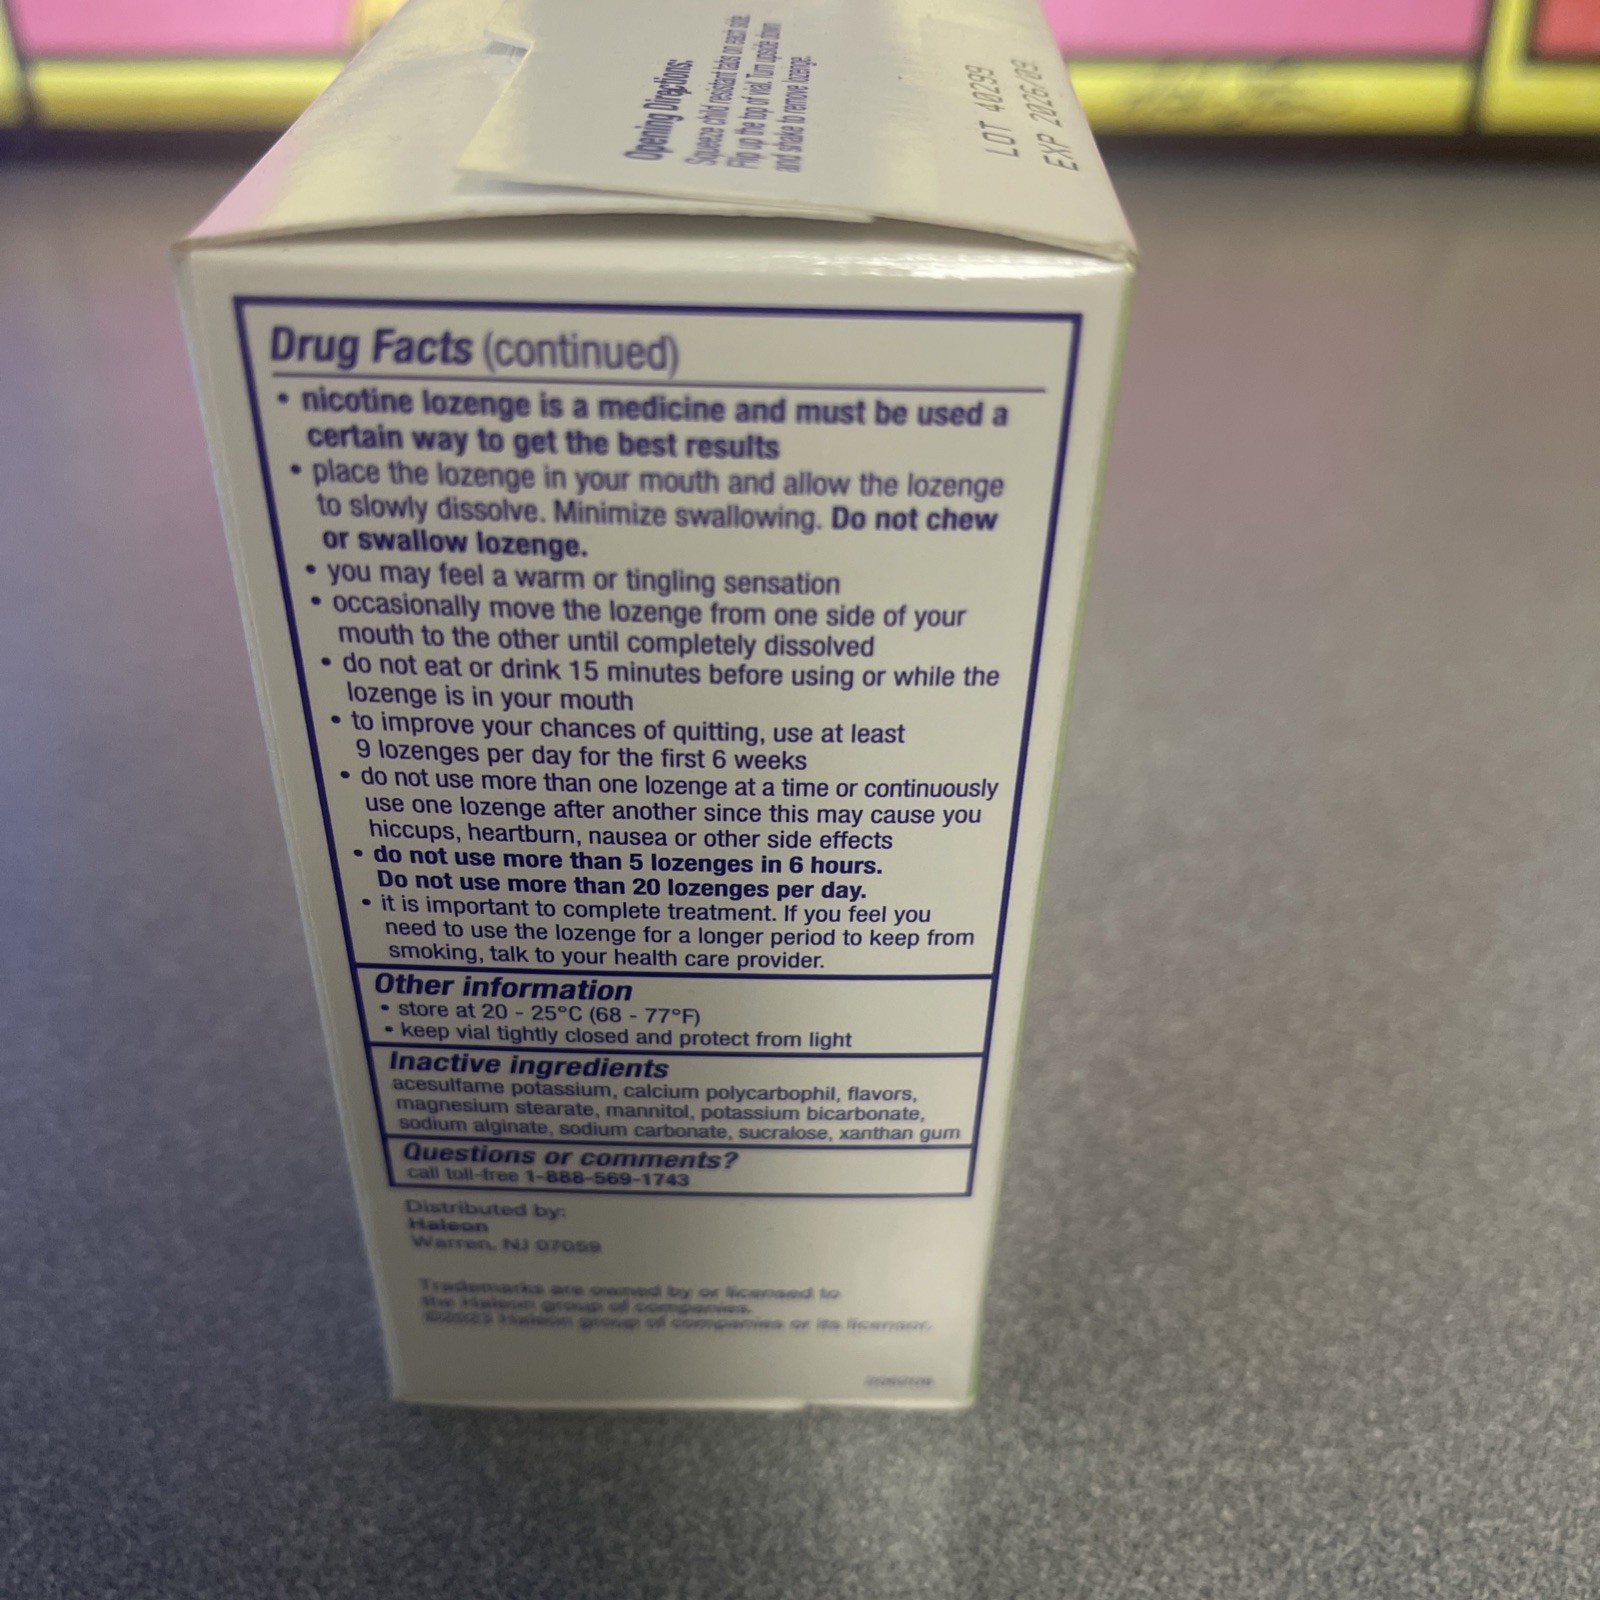 Opening Directions:
Squeeze child resistant tabs on each side.
Flip up the top of vial. Turn upside down
and shake to remove lozenge.
LOT 40299
EXP 2026/09
Drug Facts (continued)
• nicotine lozenge is a medicine and must be used a
certain way to get the best results
• place the lozenge in your mouth and allow the lozenge
to slowly dissolve. Minimize swallowing. Do not chew
or swallow lozenge.
• you may feel a warm or tingling sensation
• occasionally move the lozenge from one side of your
mouth to the other until completely dissolved
• do not eat or drink 15 minutes before using or while the
lozenge is in your mouth
• to improve your chances of quitting, use at least
9 lozenges per day for the first 6 weeks
• do not use more than one lozenge at a time or continuously
use one lozenge after another since this may cause you
hiccups, heartburn, nausea or other side effects
• do not use more than 5 lozenges in 6 hours.
Do not use more than 20 lozenges per day.
• it is important to complete treatment. If you feel you
need to use the lozenge for a longer period to keep from
smoking, talk to your health care provider.
Other information
• store at 20 - 25°C (68 - 77°F)
• keep vial tightly closed and protect from light
Inactive ingredients
acesulfame potassium, calcium polycarbophil, flavors,
magnesium stearate, mannitol, potassium bicarbonate,
sodium alginate, sodium carbonate, sucralose, xanthan gum
Questions or comments?
call toll-free 1-888-569-1743
Distributed by:
Haleon
Warren, NJ 07059
Trademarks are owned by or licensed to
the Haleon group of companies.
Haleon group of companies or its licensor.